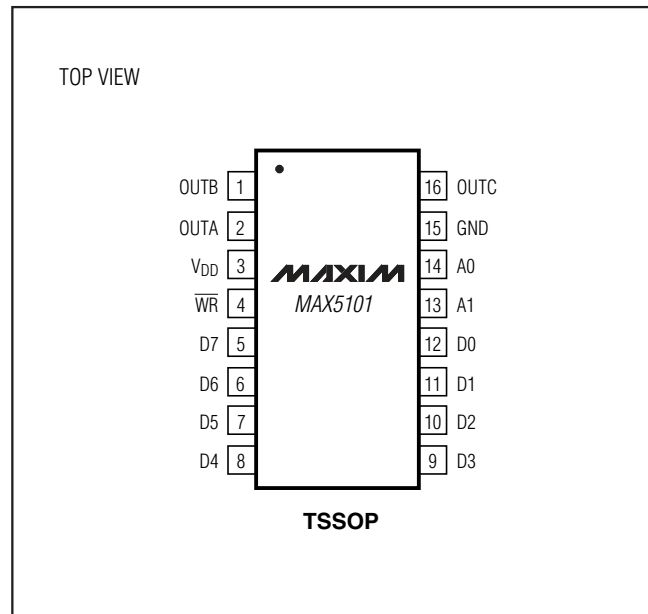 TOP VIEW
OUTB 1 16 OUTC
OUTA 2 15 GND
VDD 3 14 A0
MAXIM
W̅R̅ 4 13 A1
MAX5101
D7 5 12 D0
D6 6 11 D1
D5 7 10 D2
D4 8 9 D3
TSSOP